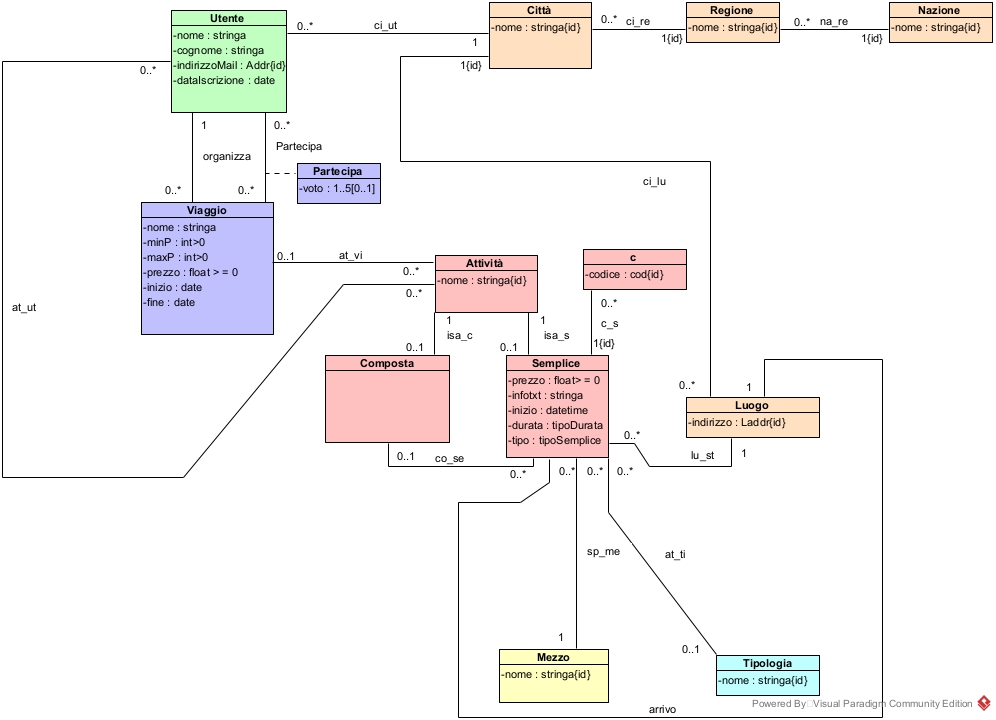 Utente
-nome : stringa
-cognome : stringa
-indirizzoMail : Addr{id}
-dataIscrizione : date
0..*
ci_ut
1
Città
-nome : stringa{id}
1{id}
0..*
ci_re
1{id}
Regione
-nome : stringa{id}
0..*
na_re
1{id}
Nazione
-nome : stringa{id}
0..*
1
0..*
organizza
Partecipa
0..*
0..*
Partecipa
-voto : 1..5[0..1]
ci_lu
Viaggio
-nome : stringa
-minP : int>0
-maxP : int>0
-prezzo : float > = 0
-inizio : date
-fine : date
0..1
at_vi
0..*
0..*
Attività
-nome : stringa{id}
c
-codice : cod{id}
0..*
c_s
1{id}
at_ut
1
isa_c
0..1
1
isa_s
0..1
Composta
Semplice
-prezzo : float> = 0
-infotxt : stringa
-inizio : datetime
-durata : tipoDurata
-tipo : tipoSemplice
0..*
1
Luogo
-indirizzo : Laddr{id}
0..*
lu_st
1
0..1
co_se
0..*
0..*
0..*
0..*
sp_me
at_ti
1
0..1
Mezzo
-nome : stringa{id}
Tipologia
-nome : stringa{id}
arrivo
Powered By Visual Paradigm Community Edition